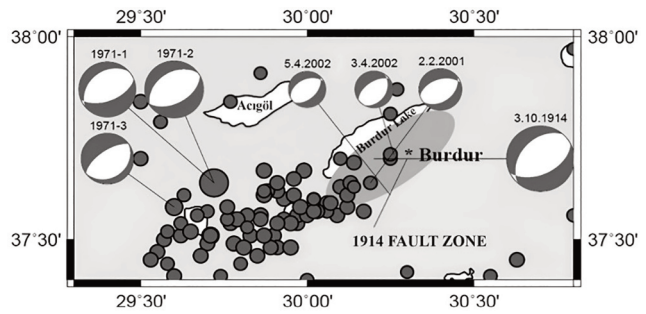 29°30' 30°00' 30°30'
38°00' 38°00'
1971-1 1971-2 5.4.2002 3.4.2002 2.2.2001
Acıgöl
Burdur Lake
1971-3 3.10.1914
* Burdur
37°30' 37°30'
1914 FAULT ZONE
29°30' 30°00' 30°30'